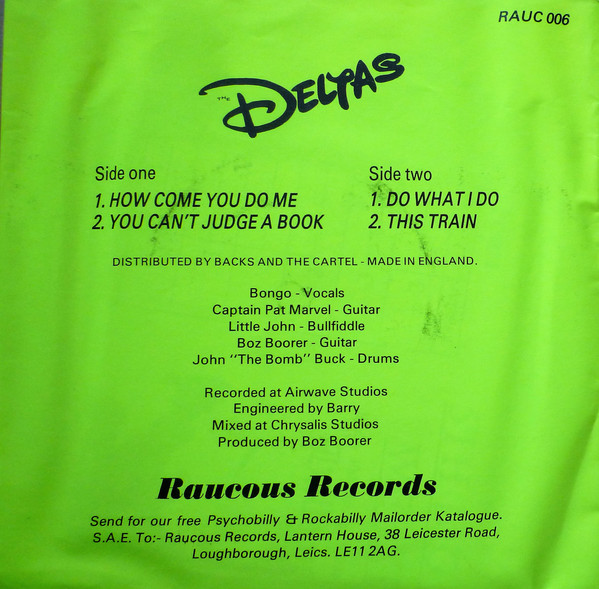 RAUC 006
THE DELTAS
Side one
1. HOW COME YOU DO ME
2. YOU CAN'T JUDGE A BOOK
Side two
1. DO WHAT I DO
2. THIS TRAIN
DISTRIBUTED BY BACKS AND THE CARTEL - MADE IN ENGLAND.
Bongo - Vocals
Captain Pat Marvel - Guitar
Little John - Bullfiddle
Boz Boorer - Guitar
John "The Bomb" Buck - Drums
Recorded at Airwave Studios
Engineered by Barry
Mixed at Chrysalis Studios
Produced by Boz Boorer
Raucous Records
Send for our free Psychobilly & Rockabilly Mailorder Katalogue.
S.A.E. To:- Raucous Records, Lantern House, 38 Leicester Road,
Loughborough, Leics. LE11 2AG.